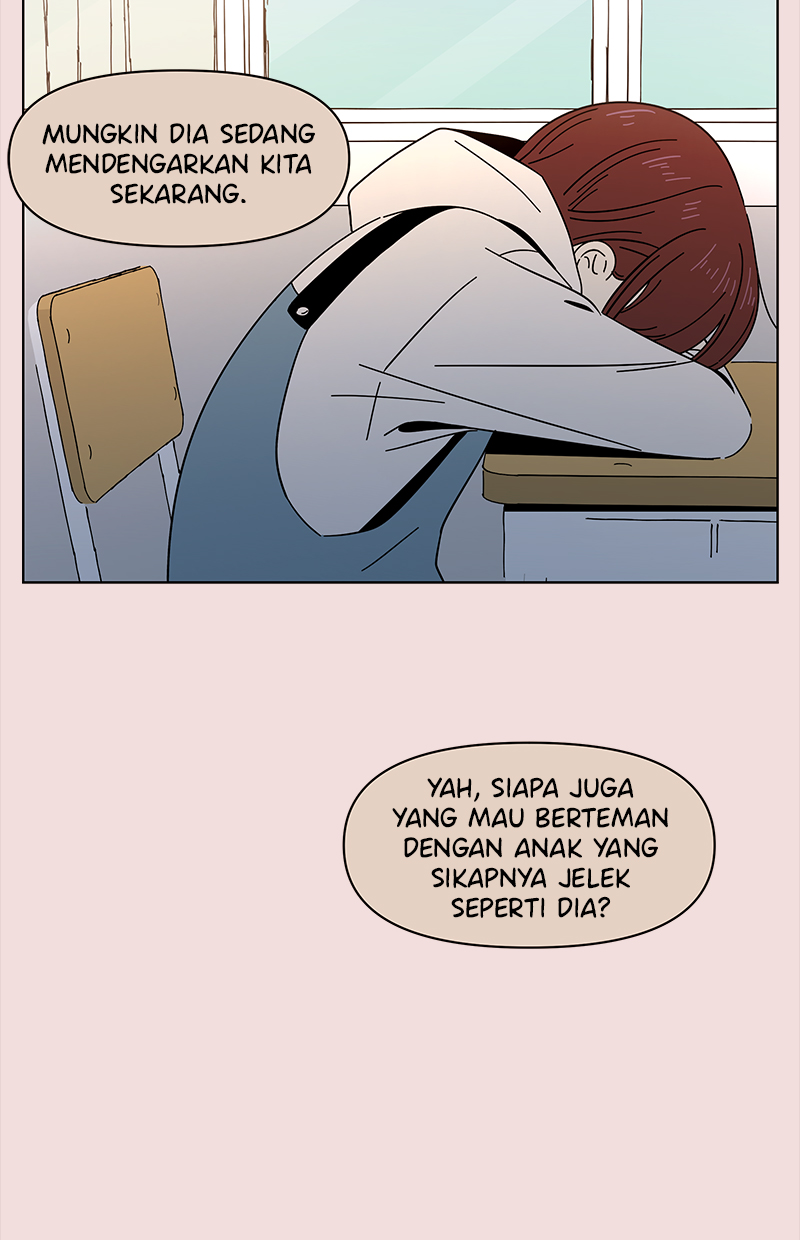 MUNGKIN DIA SEDANG
MENDENGARKAN KITA
SEKARANG.
YAH, SIAPA JUGA
YANG MAU BERTEMAN
DENGAN ANAK YANG
SIKAPNYA JELEK
SEPERTI DIA?